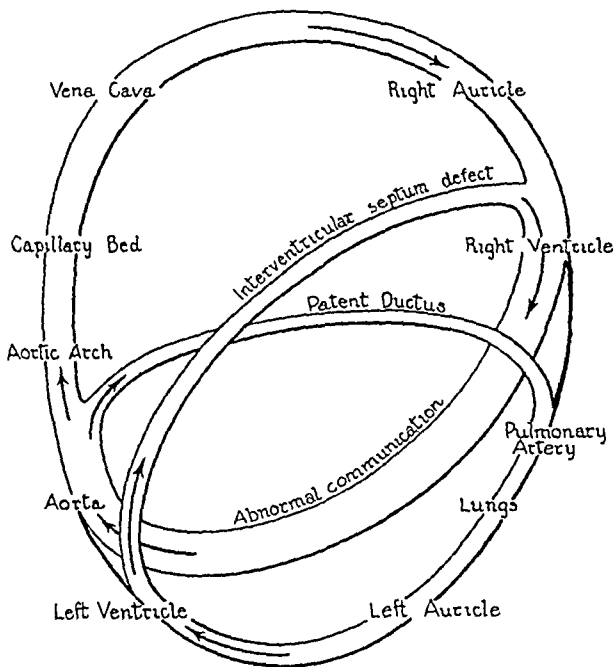 Vena Cava
Right Auricle
Interventricular septum defect
Capillary Bed
Right Ventricle
Patent Ductus
Aortic Arch
Pulmonary
Artery
Abnormal communication
Aorta
Lungs
Left Ventricle
Left Auricle